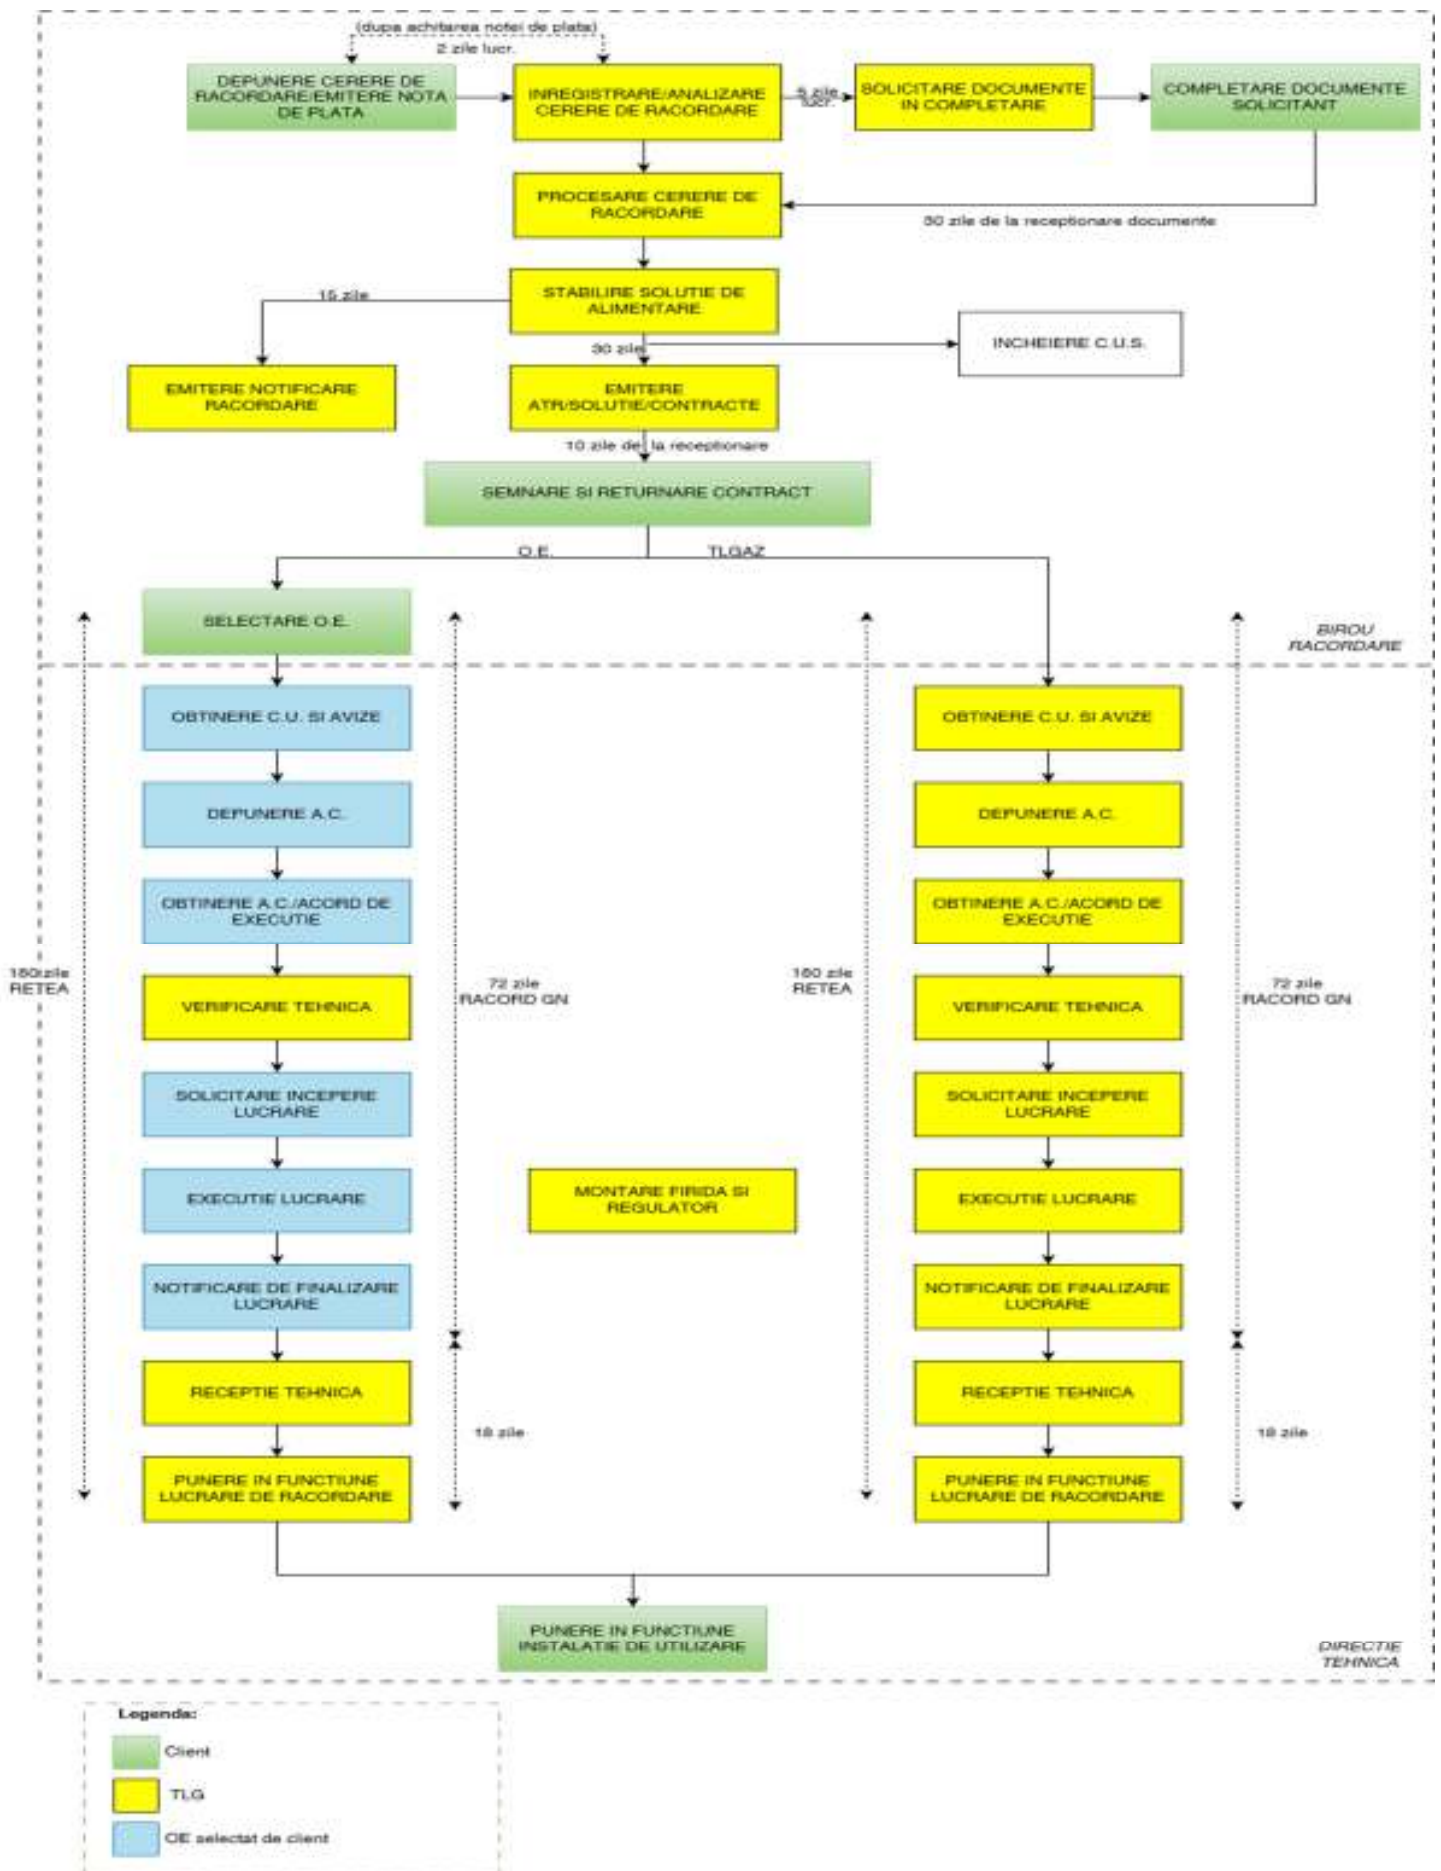 (dupa achitarea notei de plata)
2 zile lucr.
DEPUNERE CERERE DE
RACORDARE/EMITERE NOTA
DE PLATA
INREGISTRARE/ANALIZARE
CERERE DE RACORDARE
5 zile
lucr.
SOLICITARE DOCUMENTE
IN COMPLETARE
COMPLETARE DOCUMENTE
SOLICITANT
PROCESARE CERERE DE
RACORDARE
30 zile de la receptionare documente
STABILIRE SOLUTIE DE
ALIMENTARE
15 zile
30 zile
INCHEIERE C.U.S.
EMITERE NOTIFICARE
RACORDARE
EMITERE
ATR/SOLUTIE/CONTRACTE
10 zile de la receptionare
SEMNARE SI RETURNARE CONTRACT
O.E.
TLGAZ
SELECTARE O.E.
BIROU
RACORDARE
OBTINERE C.U. SI AVIZE
OBTINERE C.U. SI AVIZE
DEPUNERE A.C.
DEPUNERE A.C.
OBTINERE A.C./ACORD DE
EXECUTIE
OBTINERE A.C./ACORD DE
EXECUTIE
zile
RETEA
VERIFICARE TEHNICA
72 zile
RACORD GN
zile
RETEA
VERIFICARE TEHNICA
72 zile
RACORD GN
SOLICITARE INCEPERE
LUCRARE
SOLICITARE INCEPERE
LUCRARE
EXECUTIE LUCRARE
MONTARE FIRIDA SI
REGULATOR
EXECUTIE LUCRARE
NOTIFICARE DE FINALIZARE
LUCRARE
NOTIFICARE DE FINALIZARE
LUCRARE
RECEPTIE TEHNICA
RECEPTIE TEHNICA
18 zile
18 zile
PUNERE IN FUNCTIUNE
LUCRARE DE RACORDARE
PUNERE IN FUNCTIUNE
LUCRARE DE RACORDARE
PUNERE IN FUNCTIUNE
INSTALATIE DE UTILIZARE
DIRECTIE
TEHNICA
Legenda:
Client
TLG
OE selectat de client